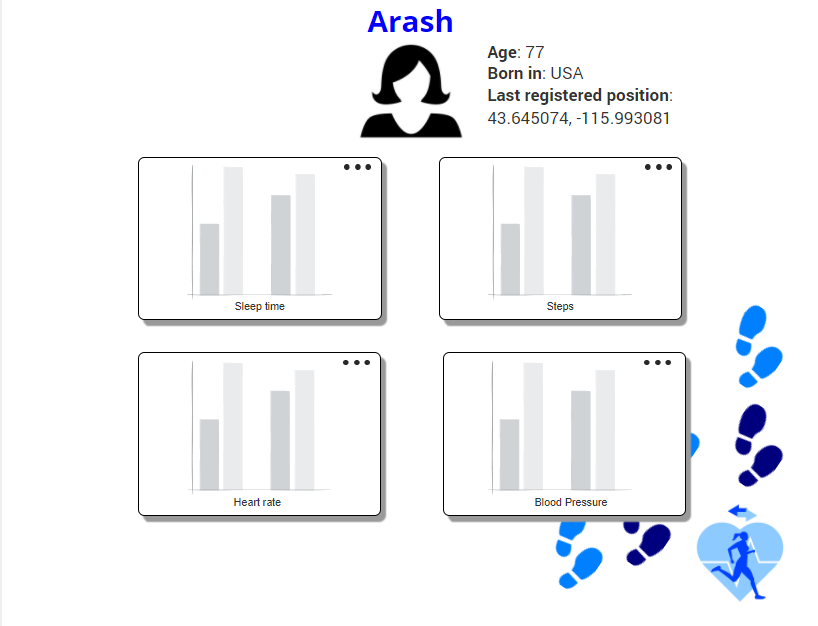 Arash
Age: 77
Born in: USA
Last registered position:
43.645074, -115.993081
Sleep time
Steps
Heart rate
Blood Pressure